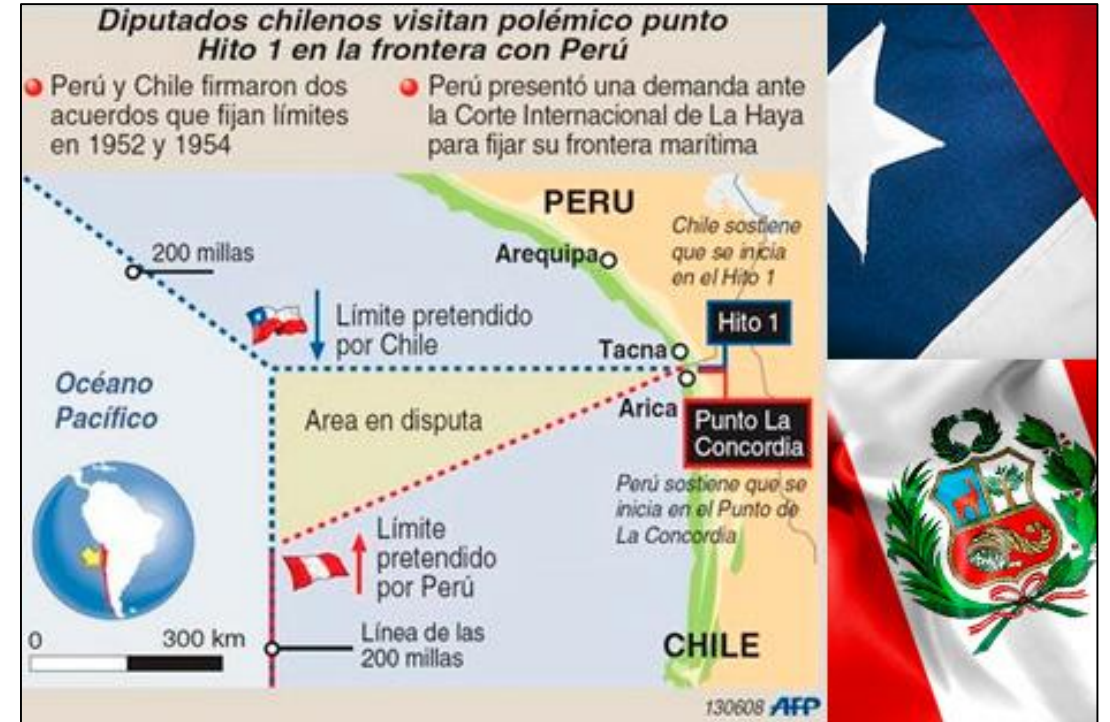 Diputados chilenos visitan polémico punto
Hito 1 en la frontera con Perú
Perú y Chile firmaron dos
acuerdos que fijan límites
en 1952 y 1954
Perú presentó una demanda ante
la Corte Internacional de La Haya
para fijar su frontera marítima
PERU
Chile sostiene
que se inicia
en el Hito 1
200 millas
Arequipa
Hito 1
Límite pretendido
por Chile
Tacna
Océano
Pacífico
Area en disputa
Arica
Punto La
Concordia
Perú sostiene que se
inicia en el Punto de
La Concordia
Límite
pretendido
por Perú
0 300 km
Línea de las
200 millas
CHILE
130608 AFP